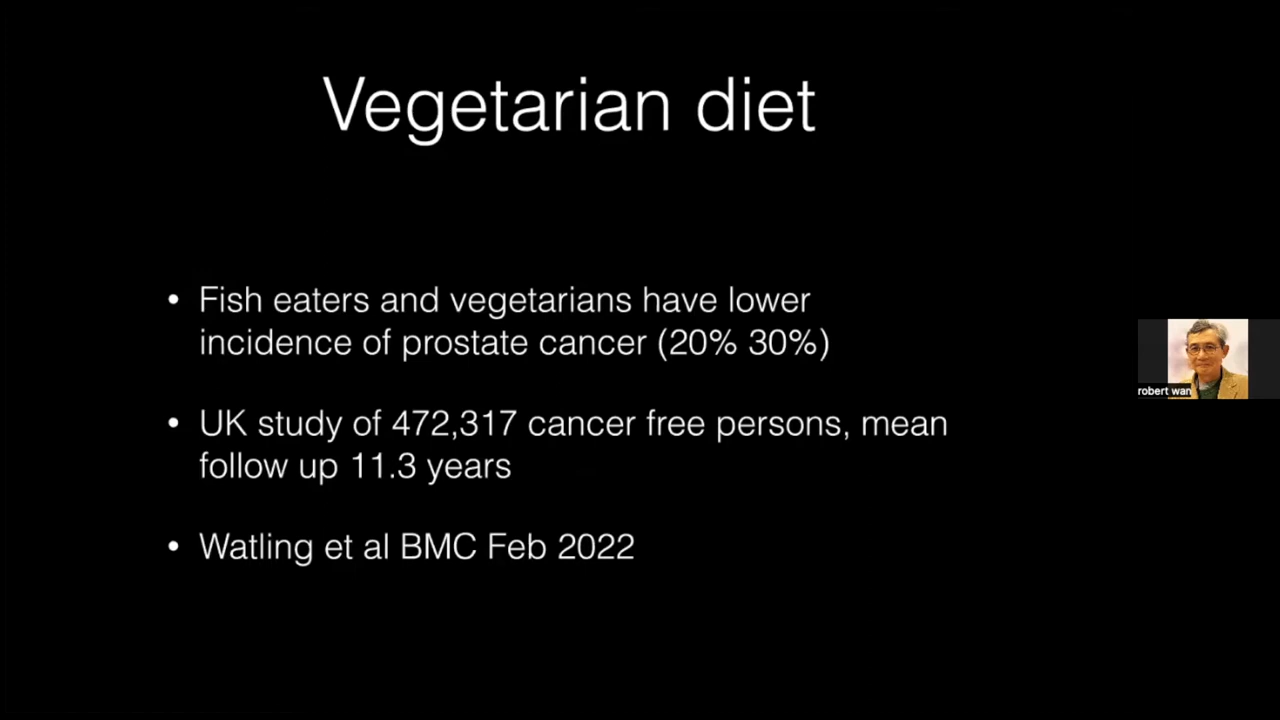 Vegetarian diet
• Fish eaters and vegetarians have lower
incidence of prostate cancer (20% 30%)
• UK study of 472,317 cancer free persons, mean
follow up 11.3 years
• Watling et al BMC Feb 2022
robert wan